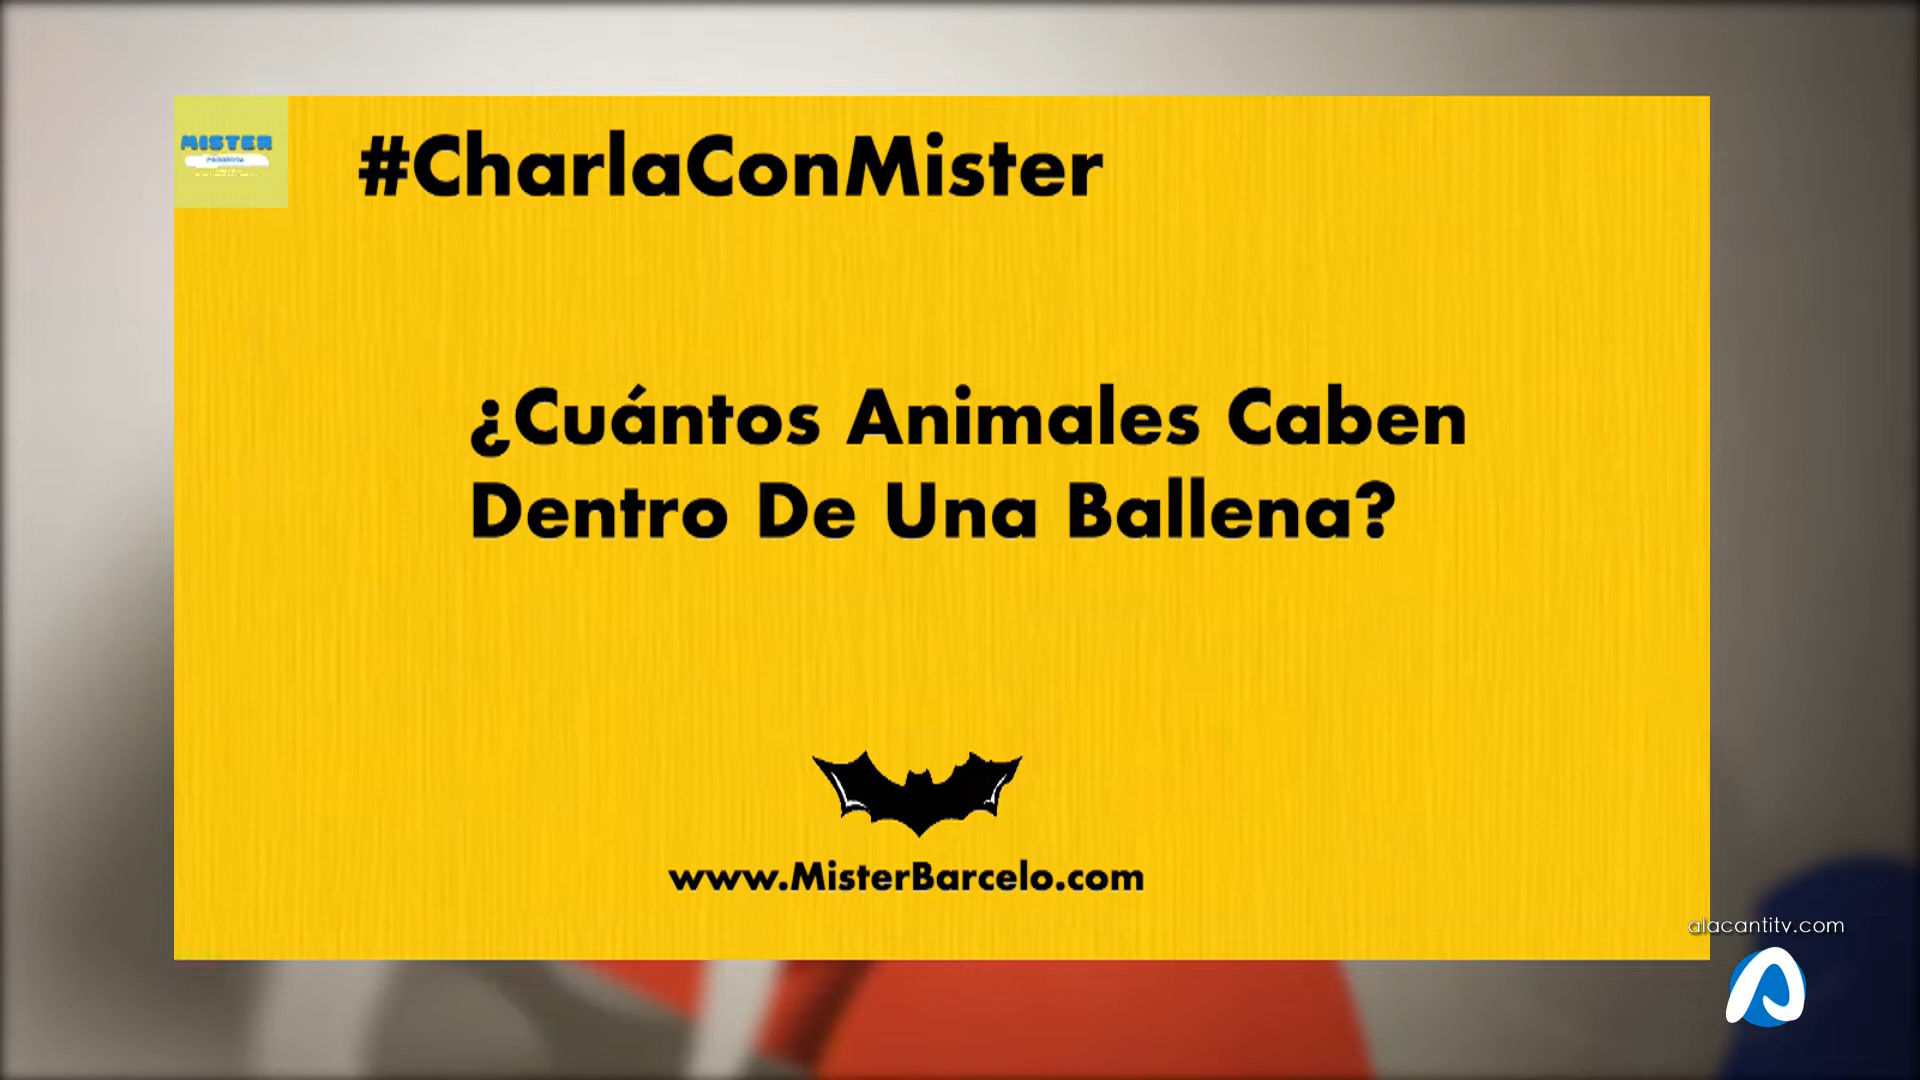 MISTER
#CharlaConMister
¿Cuántos Animales Caben
Dentro De Una Ballena?
www.MisterBarcelo.com
alacantitv.com